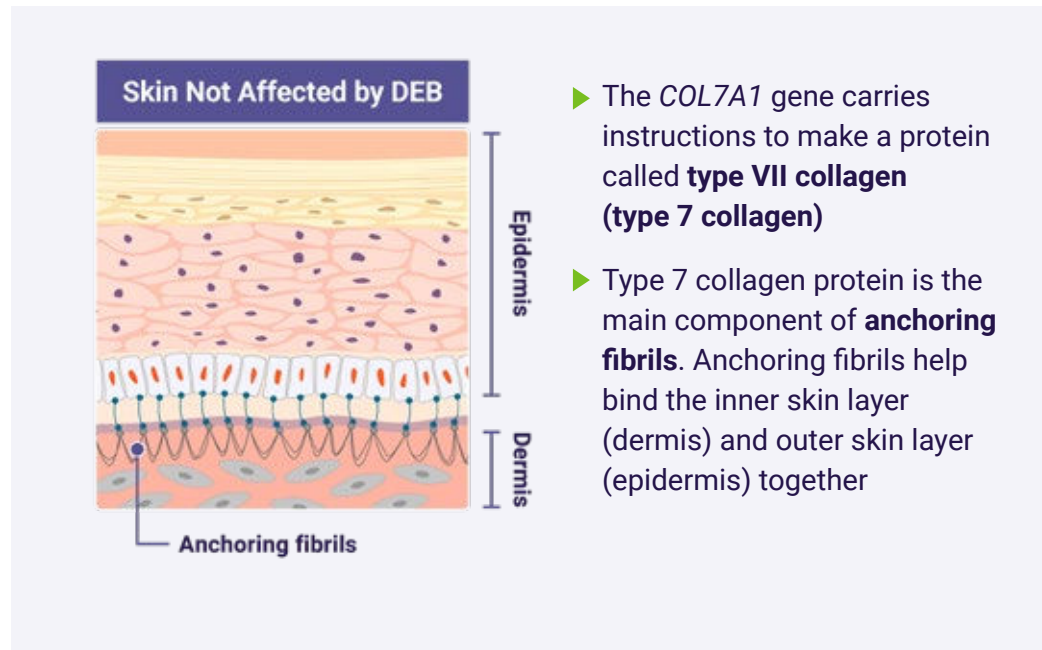 Skin Not Affected by DEB
Epidermis
Dermis
Anchoring fibrils
The COL7A1 gene carries
instructions to make a protein
called type VII collagen
(type 7 collagen)
Type 7 collagen protein is the
main component of anchoring
fibrils. Anchoring fibrils help
bind the inner skin layer
(dermis) and outer skin layer
(epidermis) together